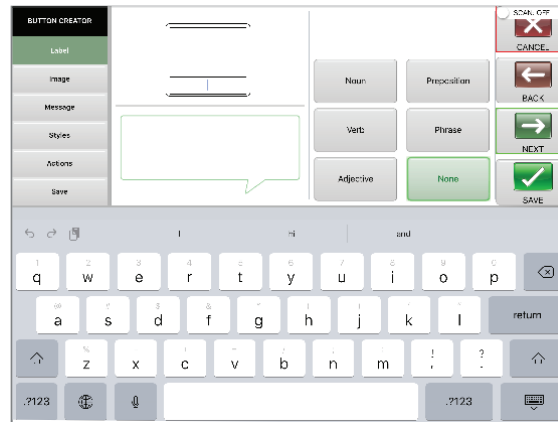 BUTTON CREATOR
Label
Image
Message
Styles
Actions
Save
Noun
Preposition
Verb
Phrase
Adjective
None
SCAN: OFF
CANCEL
BACK
NEXT
SAVE
I Hi and
1 2 3 4 5 6 7 8 9 0
q w e r t y u i o p
@ # $ & * ( ) ' "
a s d f g h j k l return
% - + = / ; : ! ?
z x c v b n m , .
.?123 .?123